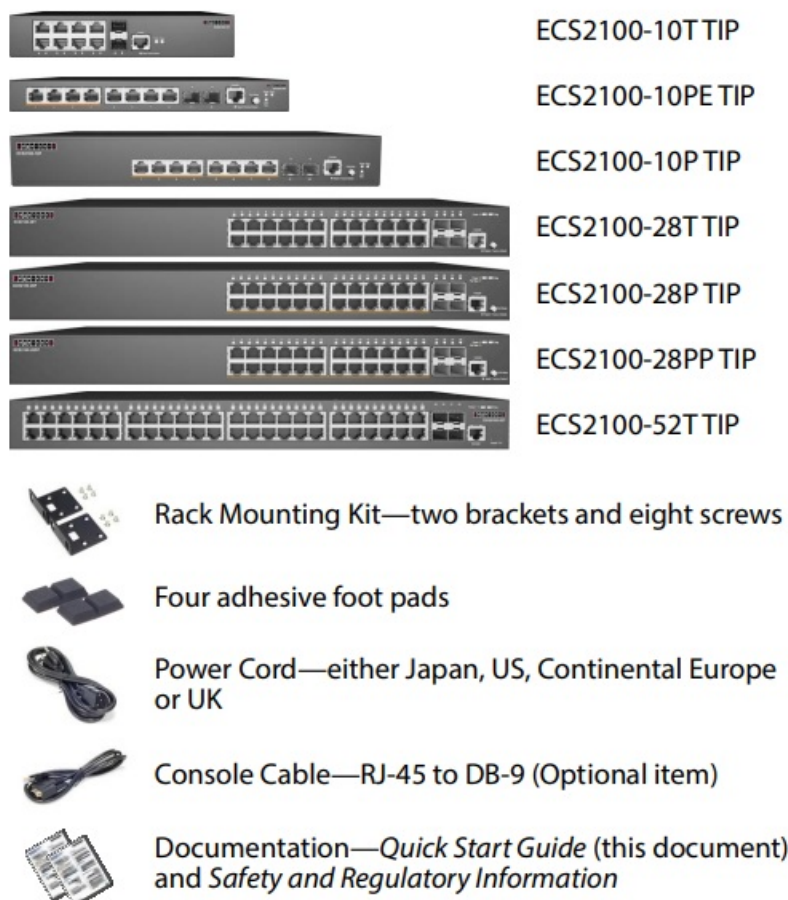 ECS2100-10T TIP
ECS2100-10PE TIP
ECS2100-10P TIP
ECS2100-28T TIP
ECS2100-28P TIP
ECS2100-28PP TIP
ECS2100-52T TIP
Rack Mounting Kit—two brackets and eight screws
Four adhesive foot pads
Power Cord—either Japan, US, Continental Europe
or UK
Console Cable—RJ-45 to DB-9 (Optional item)
Documentation—Quick Start Guide (this document)
and Safety and Regulatory Information